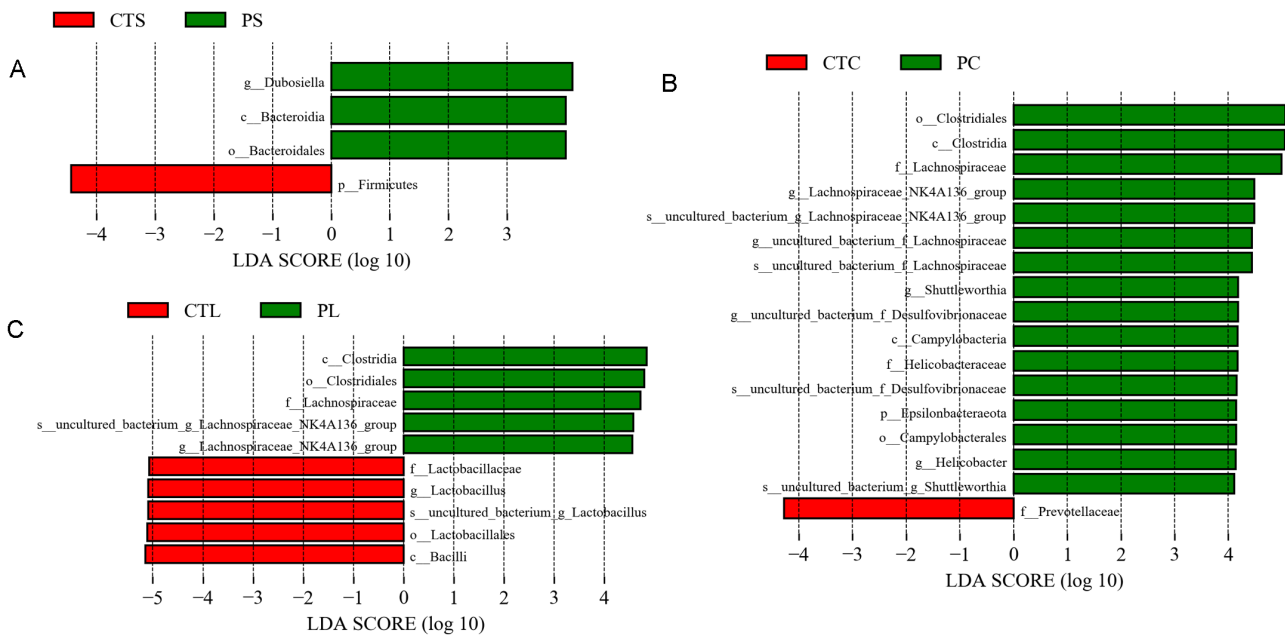 A
CTS
PS
g__Dubosiella
c__Bacteroidia
o__Bacteroidales
p__Firmicutes
−4 −3 −2 −1 0 1 2 3
LDA SCORE (log 10)
B
CTC
PC
o__Clostridiales
c__Clostridia
f__Lachnospiraceae
g__Lachnospiraceae_NK4A136_group
s__uncultured_bacterium_g_Lachnospiraceae_NK4A136_group
g__uncultured_bacterium_f_Lachnospiraceae
s__uncultured_bacterium_f_Lachnospiraceae
g__Shuttleworthia
g__uncultured_bacterium_f_Desulfovibrionaceae
c__Campylobacteria
f__Helicobacteraceae
s__uncultured_bacterium_f_Desulfovibrionaceae
p__Epsilonbacteraeota
o__Campylobacterales
g__Helicobacter
s__uncultured_bacterium_g_Shuttleworthia
f__Prevotellaceae
−4 −3 −2 −1 0 1 2 3 4
LDA SCORE (log 10)
C
CTL
PL
c__Clostridia
o__Clostridiales
f__Lachnospiraceae
s__uncultured_bacterium_g_Lachnospiraceae_NK4A136_group
g__Lachnospiraceae_NK4A136_group
f__Lactobacillaceae
g__Lactobacillus
s__uncultured_bacterium_g_Lactobacillus
o__Lactobacillales
c__Bacilli
−5 −4 −3 −2 −1 0 1 2 3 4
LDA SCORE (log 10)